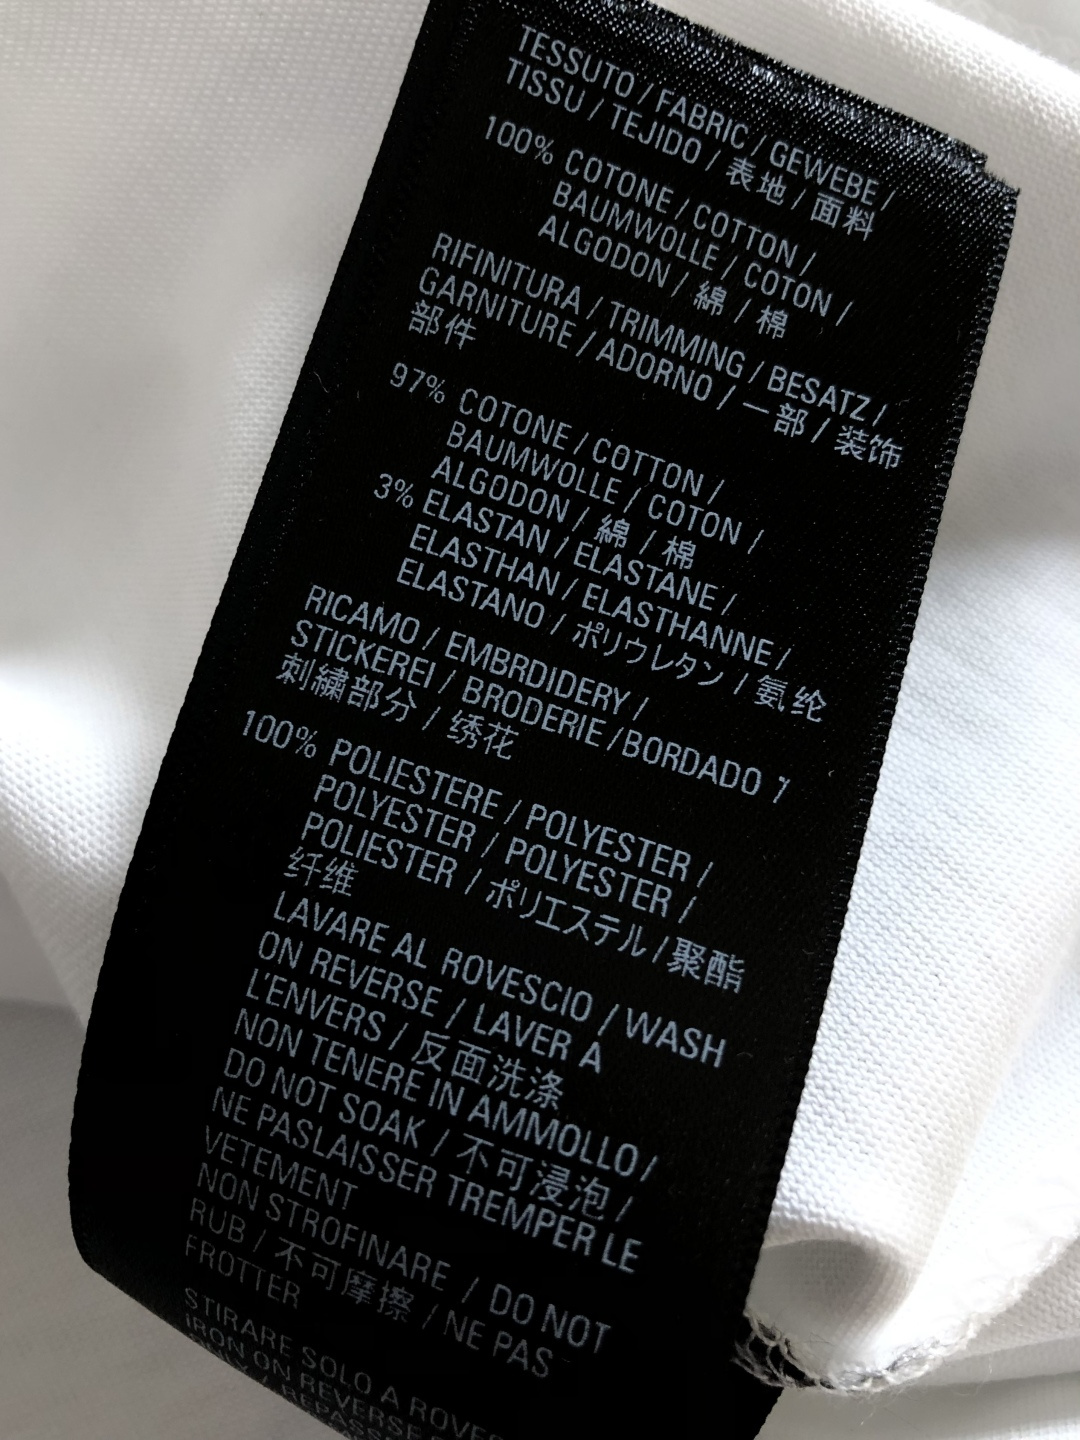 TESSUTO / FABRIC / GEWEBE /
TISSU / TEJIDO / 表地 / 面料
100% COTONE / COTTON /
BAUMWOLLE / COTON /
ALGODON / 綿 / 棉
RIFINITURA / TRIMMING / BESATZ /
GARNITURE / ADORNO / 一部 / 装饰
部件
97% COTONE / COTTON /
BAUMWOLLE / COTON /
ALGODON / 綿 / 棉
3% ELASTAN / ELASTANE /
ELASTHAN / ELASTHANNE /
ELASTANO / ポリウレタン / 氨纶
RICAMO / EMBRDIDERY /
STICKEREI / BRODERIE / BORDADO /
刺繍部分 / 绣花
100% POLIESTERE / POLYESTER /
POLYESTER / POLYESTER /
POLIESTER / ポリエステル / 聚酯
纤维
LAVARE AL ROVESCIO / WASH
ON REVERSE / LAVER A
L'ENVERS / 反面洗涤
NON TENERE IN AMMOLLO /
DO NOT SOAK / 不可浸泡 /
NE PASLAISSER TREMPER LE
VETEMENT
NON STROFINARE / DO NOT
RUB / 不可摩擦 / NE PAS
FROTTER
STIRARE SOLO A
IRON ON REVERSE